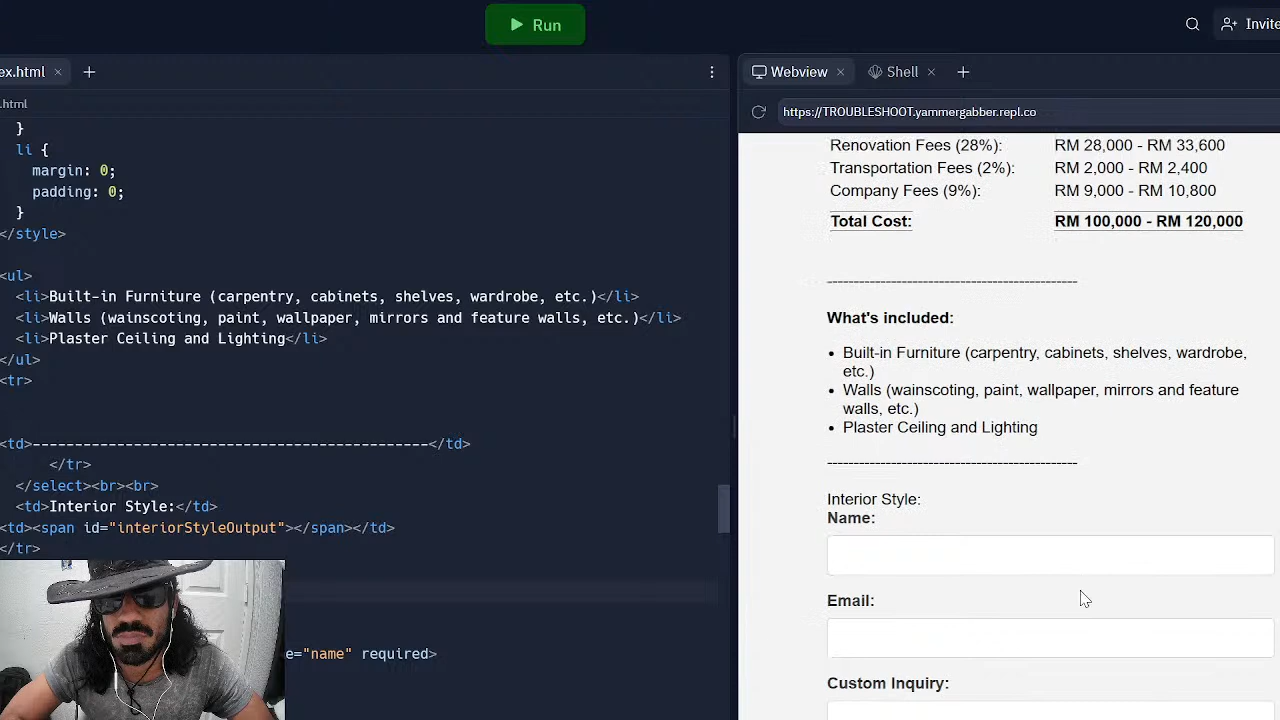 Run
Invite
ex.html
Webview
Shell
.html
https://TROUBLESHOOT.yammergabber.repl.co
}
li {
margin: 0;
padding: 0;
}
</style>
<ul>
<li>Built-in Furniture (carpentry, cabinets, shelves, wardrobe, etc.)</li>
<li>Walls (wainscoting, paint, wallpaper, mirrors and feature walls, etc.)</li>
<li>Plaster Ceiling and Lighting</li>
</ul>
<tr>
<td>-----------------------------------------------</td>
</tr>
</select><br><br>
<td>Interior Style:</td>
<td><span id="interiorStyleOutput"></span></td>
</tr>
e="name" required>
Renovation Fees (28%): RM 28,000 - RM 33,600
Transportation Fees (2%): RM 2,000 - RM 2,400
Company Fees (9%): RM 9,000 - RM 10,800
Total Cost: RM 100,000 - RM 120,000
-----------------------------------------------
What's included:
• Built-in Furniture (carpentry, cabinets, shelves, wardrobe,
etc.)
• Walls (wainscoting, paint, wallpaper, mirrors and feature
walls, etc.)
• Plaster Ceiling and Lighting
-----------------------------------------------
Interior Style:
Name:
Email:
Custom Inquiry: